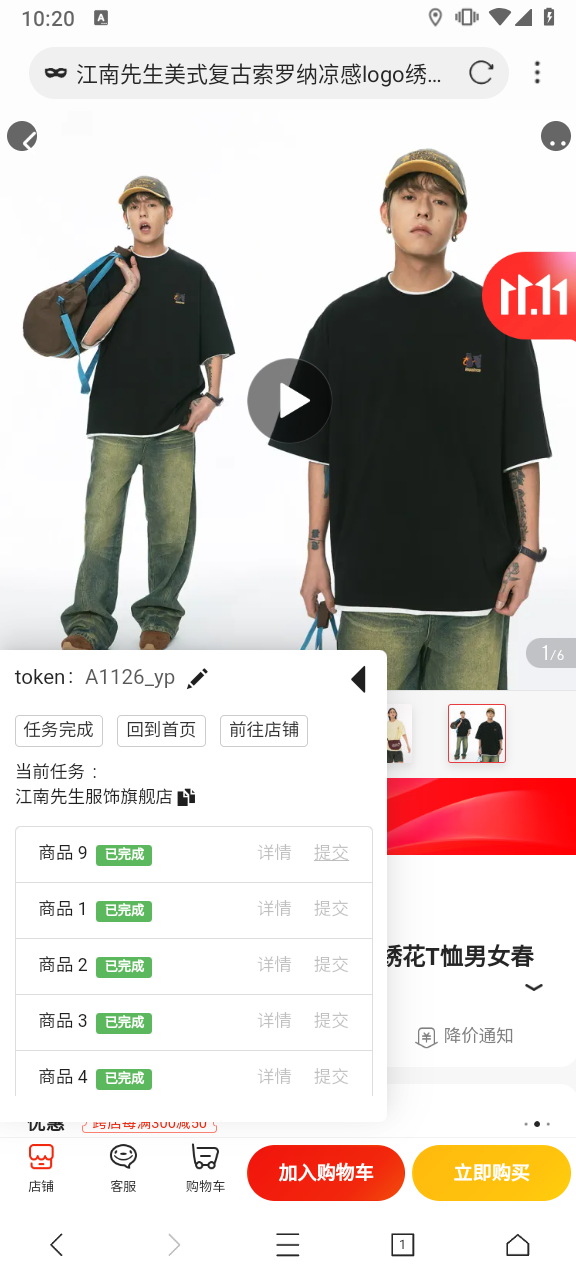 10:20
江南先生美式复古索罗纳凉感logo绣...
11.11
1/6
token： A1126_yp
任务完成 回到首页 前往店铺
当前任务 :
江南先生服饰旗舰店
商品 9 已完成 详情 提交
商品 1 已完成 详情 提交
商品 2 已完成 详情 提交
商品 3 已完成 详情 提交
商品 4 已完成 详情 提交
绣花T恤男女春
降价通知
优惠 跨店每满300减50
店铺 客服 购物车 加入购物车 立即购买
1